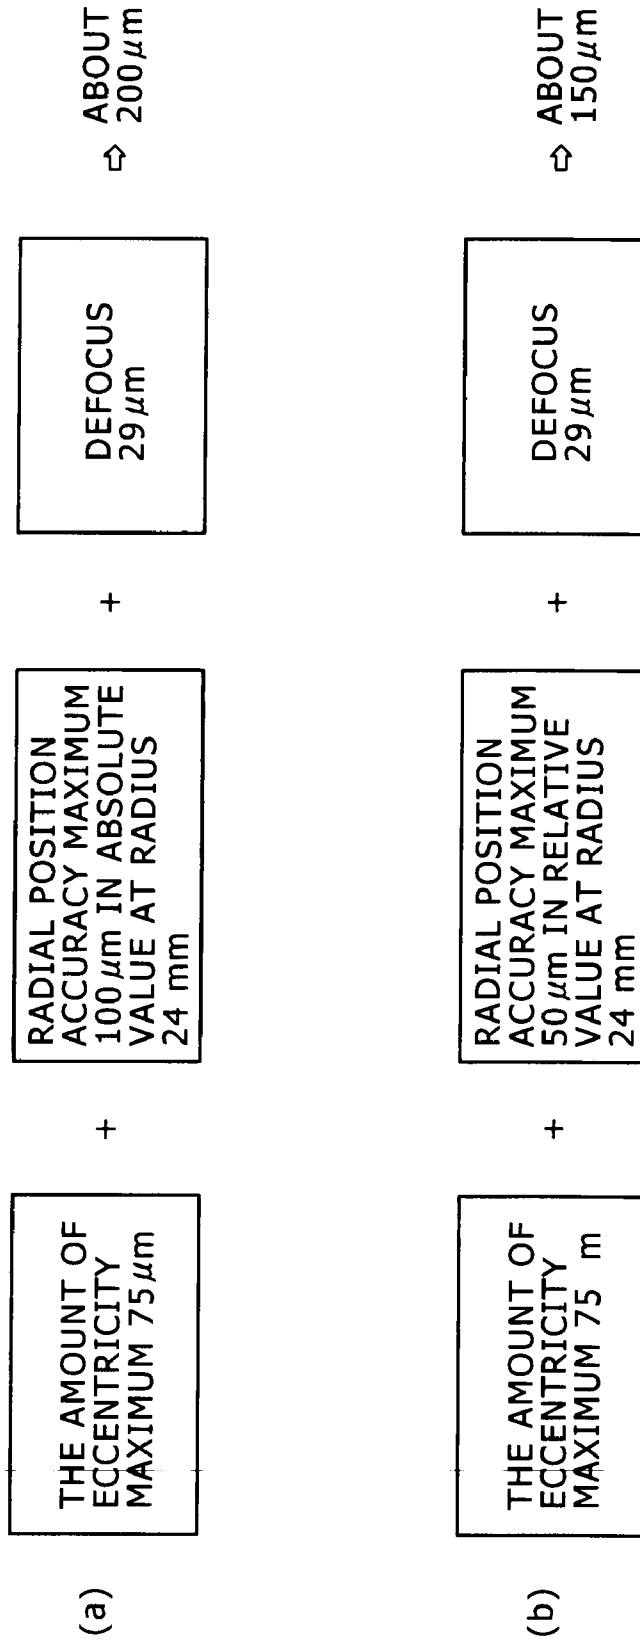 (a)
THE AMOUNT OF
ECCENTRICITY
MAXIMUM 75μm
+
RADIAL POSITION
ACCURACY MAXIMUM
100μm IN ABSOLUTE
VALUE AT RADIUS
24 mm
+
DEFOCUS
29μm
⇨ ABOUT
200μm
(b)
THE AMOUNT OF
ECCENTRICITY
MAXIMUM 75 m
+
RADIAL POSITION
ACCURACY MAXIMUM
50μm IN RELATIVE
VALUE AT RADIUS
24 mm
+
DEFOCUS
29μm
⇨ ABOUT
150μm